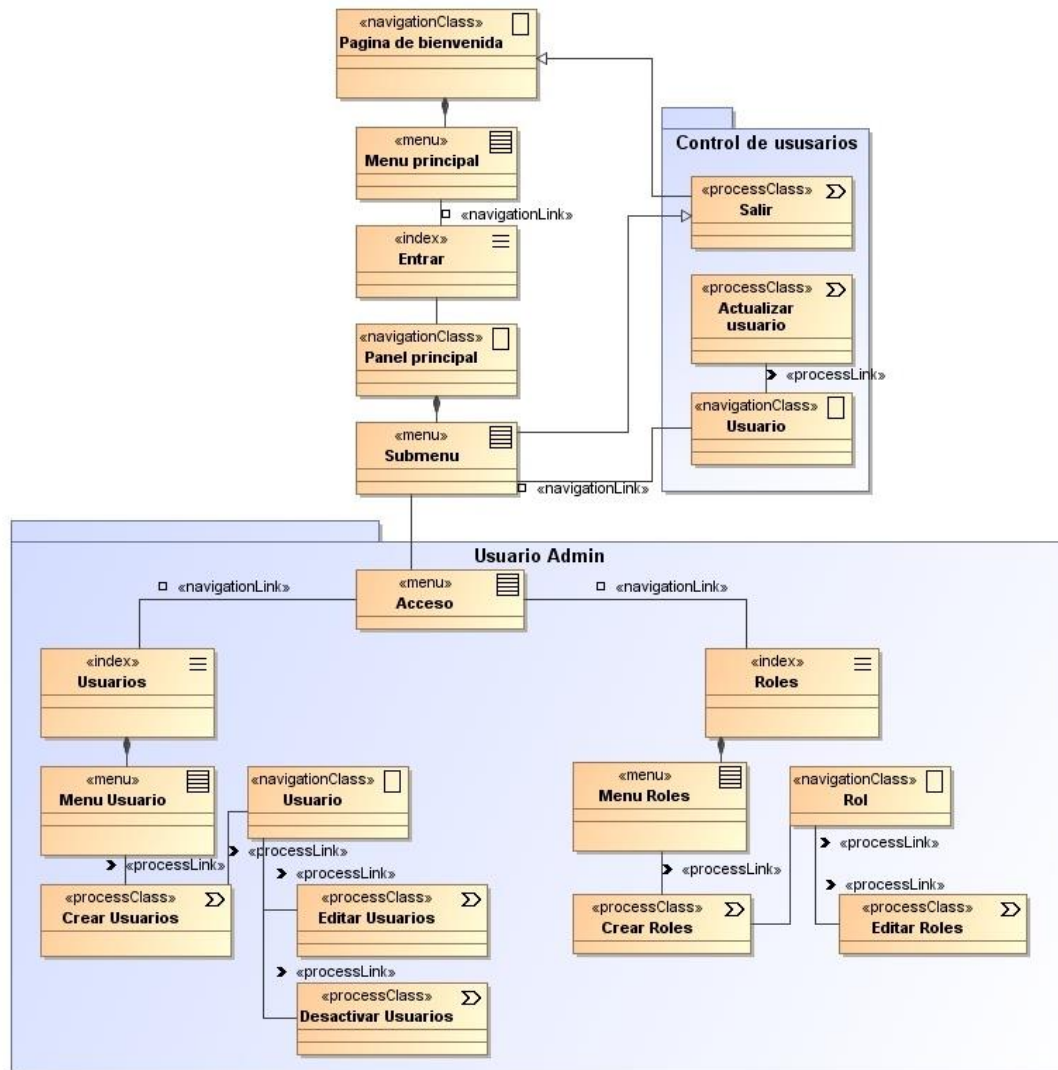 «navigationClass»
Pagina de bienvenida
«menu»
Menu principal
«navigationLink»
«index»
Entrar
«navigationClass»
Panel principal
«menu»
Submenu
«navigationLink»
Control de ususarios
«processClass»
Salir
«processClass»
Actualizar
usuario
«processLink»
«navigationClass»
Usuario
Usuario Admin
«menu»
Acceso
«navigationLink»
«navigationLink»
«index»
Usuarios
«menu»
Menu Usuario
«processLink»
«processClass»
Crear Usuarios
«navigationClass»
Usuario
«processLink»
«processLink»
«processClass»
Editar Usuarios
«processLink»
«processClass»
Desactivar Usuarios
«index»
Roles
«menu»
Menu Roles
«processLink»
«processClass»
Crear Roles
«navigationClass»
Rol
«processLink»
«processLink»
«processClass»
Editar Roles